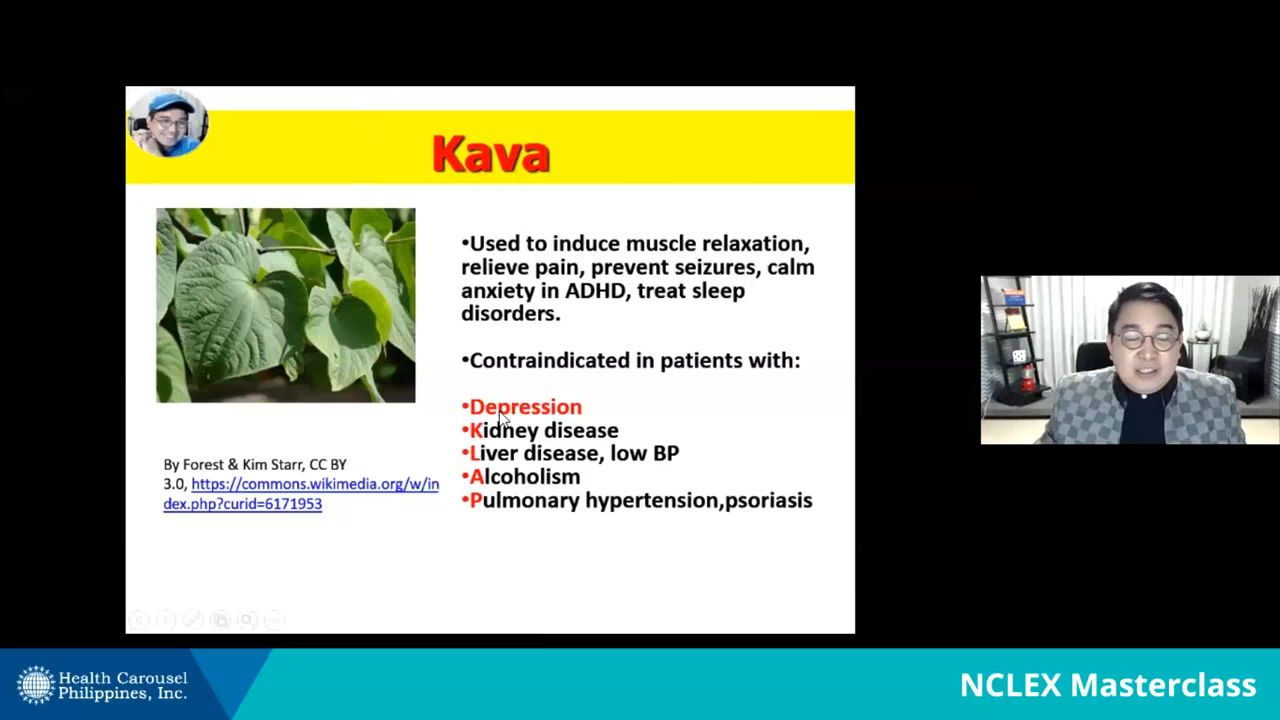 Kava
•Used to induce muscle relaxation,
relieve pain, prevent seizures, calm
anxiety in ADHD, treat sleep
disorders.
•Contraindicated in patients with:
•Depression
•Kidney disease
•Liver disease, low BP
•Alcoholism
•Pulmonary hypertension,psoriasis
By Forest & Kim Starr, CC BY
3.0, https://commons.wikimedia.org/w/in
dex.php?curid=6171953
Health Carousel
Philippines, Inc.
NCLEX Masterclass